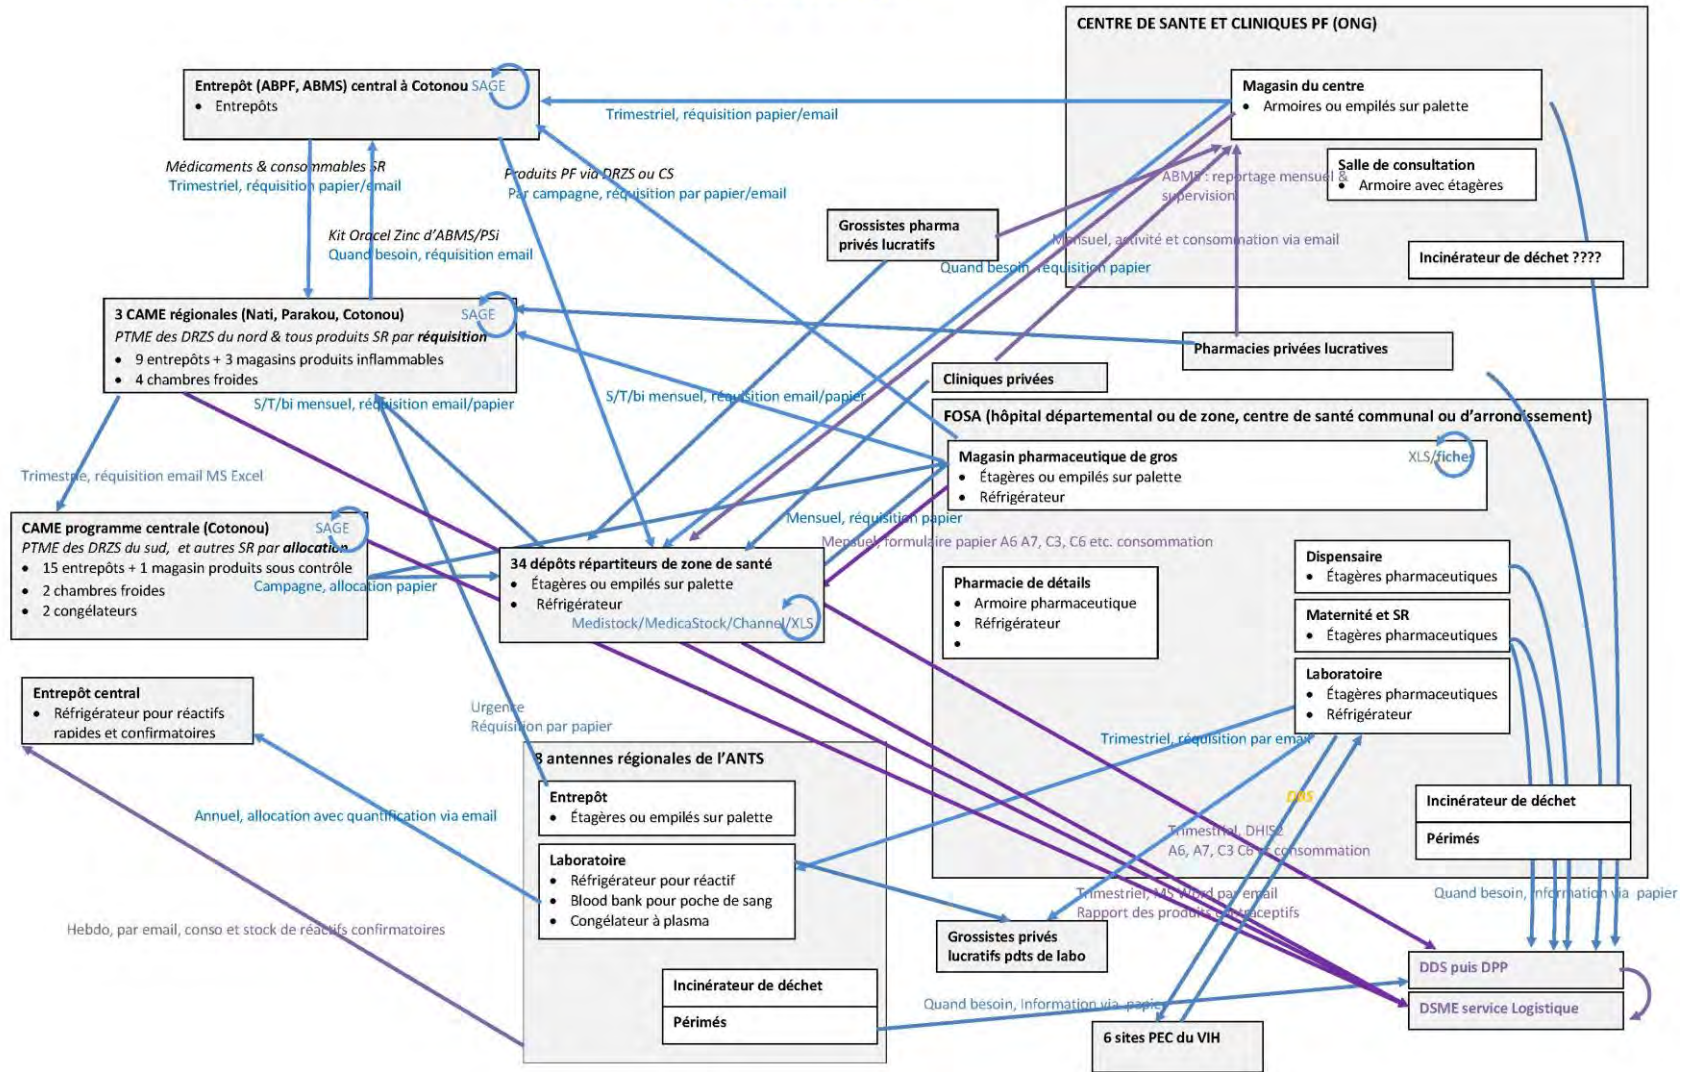 CENTRE DE SANTE ET CLINIQUES PF (ONG)
Entrepôt (ABPF, ABMS) central à Cotonou SAGE
• Entrepôts
Magasin du centre
• Armoires ou empilés sur palette
Trimestriel, réquisition papier/email
Salle de consultation
• Armoire avec étagères
Médicaments & consommables SR
Trimestriel, réquisition papier/email
Produits PF via DRZS ou CS
Par campagne, réquisition par papier/email
ABMS : reportage mensuel &
supervision
Grossistes pharma
privés lucratifs
Kit Oracel Zinc d'ABMS/PSi
Quand besoin, réquisition email
Mensuel, activité et consommation via email
Quand besoin, réquisition papier
Incinérateur de déchet ????
3 CAME régionales (Nati, Parakou, Cotonou) SAGE
PTME des DRZS du nord & tous produits SR par réquisition
• 9 entrepôts + 3 magasins produits inflammables
• 4 chambres froides
Pharmacies privées lucratives
Cliniques privées
S/T/bi mensuel, réquisition email/papier
S/T/bi mensuel, réquisition email/papier
FOSA (hôpital départemental ou de zone, centre de santé communal ou d'arrondissement)
Magasin pharmaceutique de gros XLS/fiches
• Étagères ou empilés sur palette
• Réfrigérateur
Trimestre, réquisition email MS Excel
CAME programme centrale (Cotonou) SAGE
PTME des DRZS du sud, et autres SR par allocation
• 15 entrepôts + 1 magasin produits sous contrôle
• 2 chambres froides
• 2 congélateurs
Campagne, allocation papier
Mensuel, réquisition papier
Mensuel, formulaire papier A6 A7, C3, C6 etc. consommation
34 dépôts répartiteurs de zone de santé
• Étagères ou empilés sur palette
• Réfrigérateur
Medistock/MedicaStock/Channel/XLS
Pharmacie de détails
• Armoire pharmaceutique
• Réfrigérateur
•
Dispensaire
• Étagères pharmaceutiques
Maternité et SR
• Étagères pharmaceutiques
Laboratoire
• Étagères pharmaceutiques
• Réfrigérateur
Entrepôt central
• Réfrigérateur pour réactifs
rapides et confirmatoires
Urgence
Réquisition par papier
Trimestriel, réquisition par email
8 antennes régionales de l'ANTS
Entrepôt
• Étagères ou empilés sur palette
DBS
Incinérateur de déchet
Périmés
Annuel, allocation avec quantification via email
Trimestrial, DHIS2
A6, A7, C3 C6 et consommation
Laboratoire
• Réfrigérateur pour réactif
• Blood bank pour poche de sang
• Congélateur à plasma
Trimestriel, MS Word par email
Rapport des produits contraceptifs
Quand besoin, Information via papier
Hebdo, par email, conso et stock de réactifs confirmatoires
Grossistes privés
lucratifs pdts de labo
DDS puis DPP
DSME service Logistique
Incinérateur de déchet
Périmés
Quand besoin, Information via papier
6 sites PEC du VIH